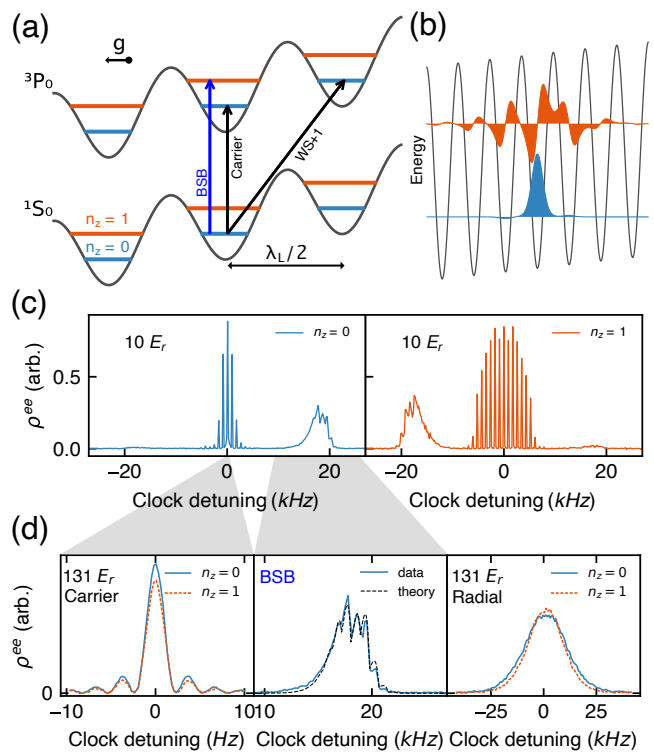 (a)
g
³P₀
BSB
Carrier
WS+1
¹S₀
n_z = 1
n_z = 0
λ_L/2
(b)
Energy
(c)
10 E_r
n_z = 0
10 E_r
n_z = 1
ρ^ee (arb.)
0.5
0.0
−20 0 20
−20 0 20
Clock detuning (kHz)
Clock detuning (kHz)
(d)
131 E_r
Carrier
n_z = 0
n_z = 1
BSB
data
theory
131 E_r
Radial
n_z = 0
n_z = 1
ρ^ee (arb.)
0
−10 0 10
10 20
−25 0 25
Clock detuning (Hz)
Clock detuning (kHz)
Clock detuning (kHz)